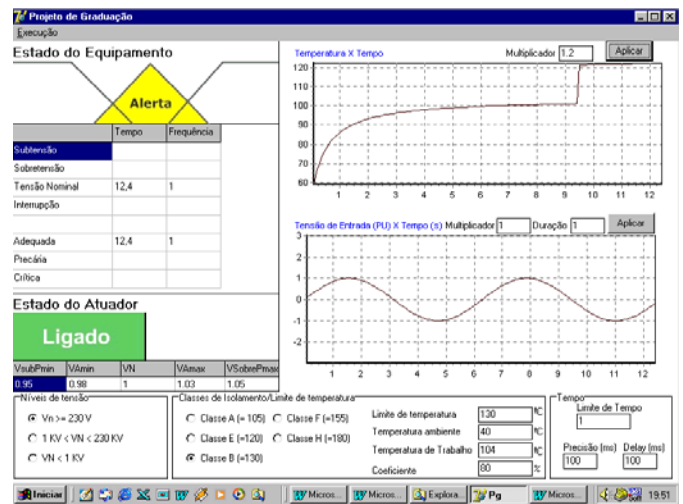 Projeto de Graduação
Execução
Estado do Equipamento
Alerta
Tempo Frequência
Subtensão
Sobretensão
Tensão Nominal 12,4 1
Interrupção
Adequada 12,4 1
Precária
Crítica
Estado do Atuador
Ligado
VsubPmin VAmin VN VAmax VSobrePmax
0.95 0.98 1 1.03 1.05
Temperatura X Tempo Multiplicador 1.2 Aplicar
120
110
100
90
80
70
60
1 2 3 4 5 6 7 8 9 10 11 12
Tensão de Entrada (PU) X Tempo (s) Multiplicador 1 Duração 1 Aplicar
3
2
1
0
-1
-2
1 2 3 4 5 6 7 8 9 10 11 12
Níveis de tensão
Vn >= 230 V
1 KV < VN < 230 KV
VN < 1 KV
Classes de Isolamento/Limite de temperatura
Classe A (= 105) Classe F (=155)
Classe E (=120) Classe H (=180)
Classe B (=130)
Limite de temperatura 130 ºC
Temperatura ambiente 40 ºC
Temperatura de Trabalho 104 ºC
Coeficiente 80 %
Tempo
Limite de Tempo
1
Precisão (ms) Delay (ms)
100 100
Iniciar Micros... Micros... Explora... Pg Micros... 19:51